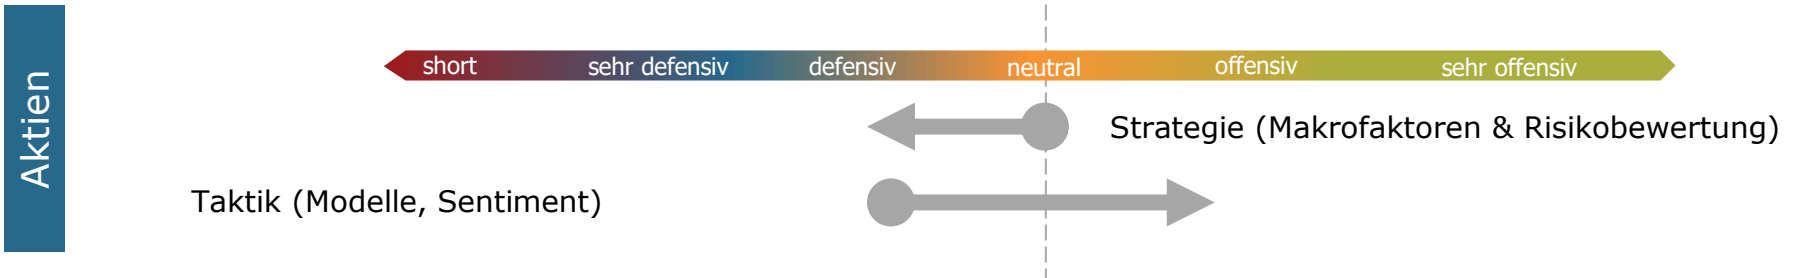 Aktien
short sehr defensiv defensiv neutral offensiv sehr offensiv
Strategie (Makrofaktoren & Risikobewertung)
Taktik (Modelle, Sentiment)